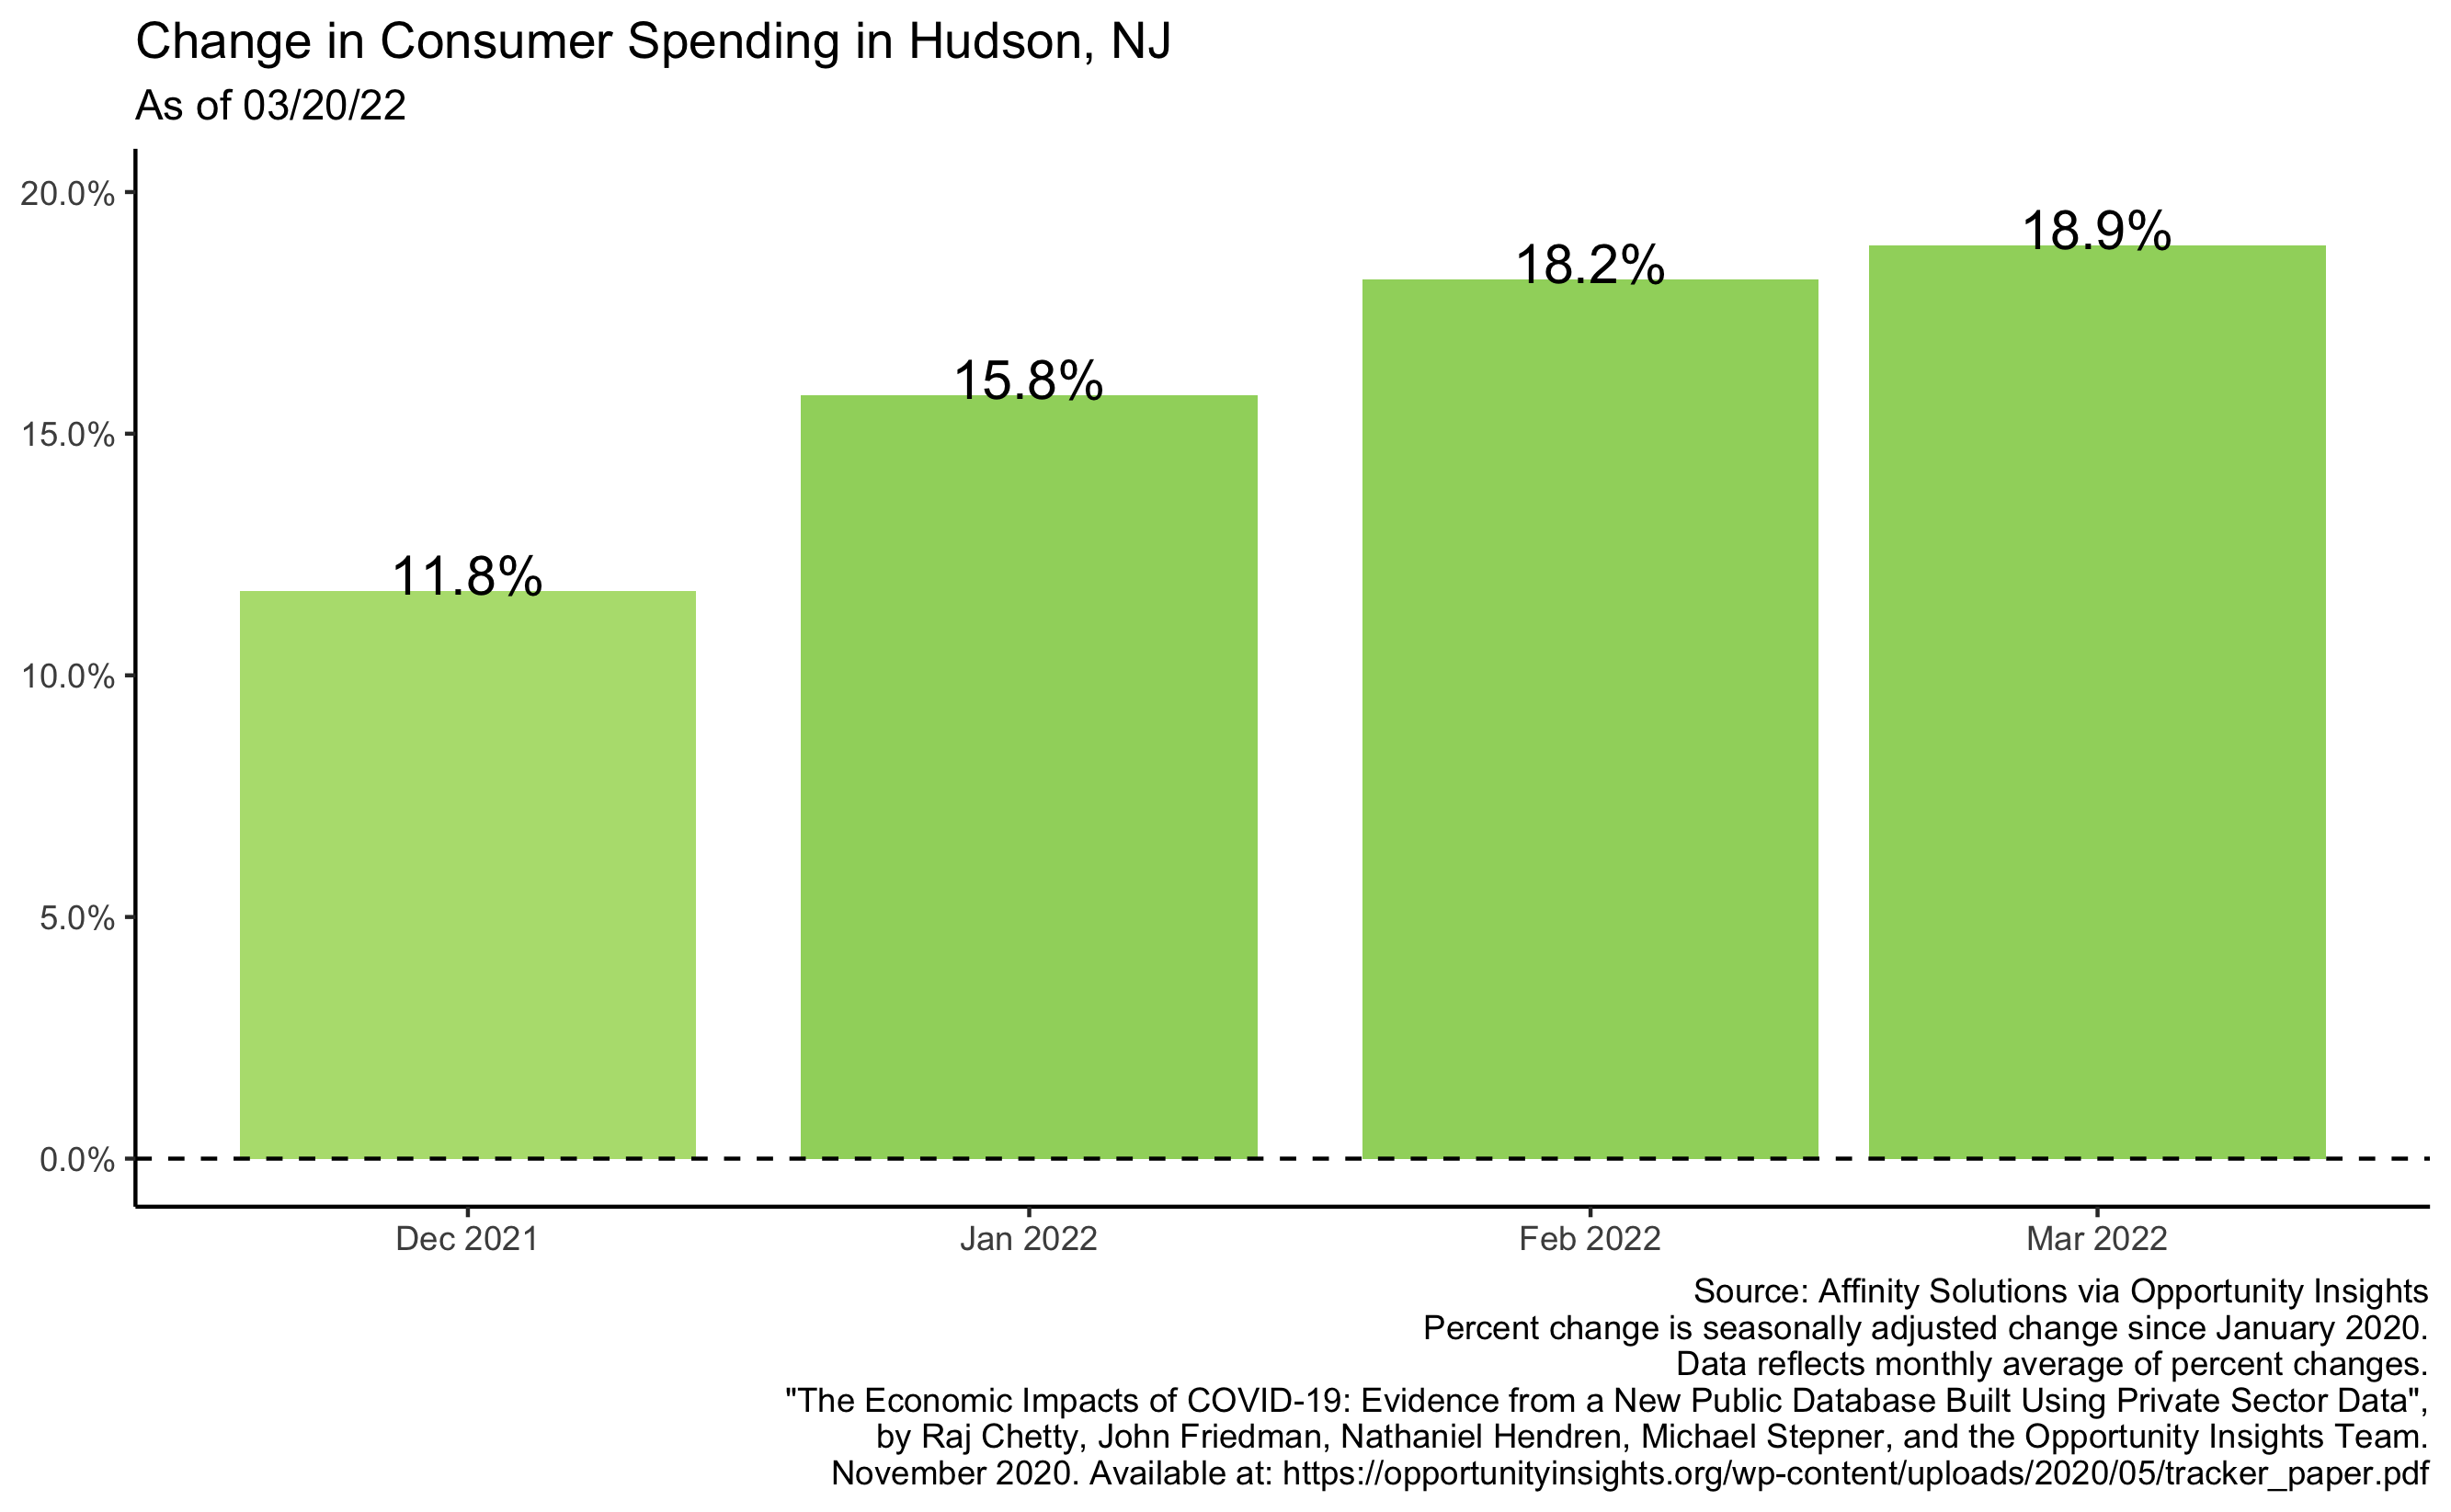 Change in Consumer Spending in Hudson, NJ
As of 03/20/22
20.0%
15.0%
10.0%
5.0%
0.0%
11.8%
15.8%
18.2%
18.9%
Dec 2021
Jan 2022
Feb 2022
Mar 2022
Source: Affinity Solutions via Opportunity Insights
Percent change is seasonally adjusted change since January 2020.
Data reflects monthly average of percent changes.
"The Economic Impacts of COVID-19: Evidence from a New Public Database Built Using Private Sector Data",
by Raj Chetty, John Friedman, Nathaniel Hendren, Michael Stepner, and the Opportunity Insights Team.
November 2020. Available at: https://opportunityinsights.org/wp-content/uploads/2020/05/tracker_paper.pdf